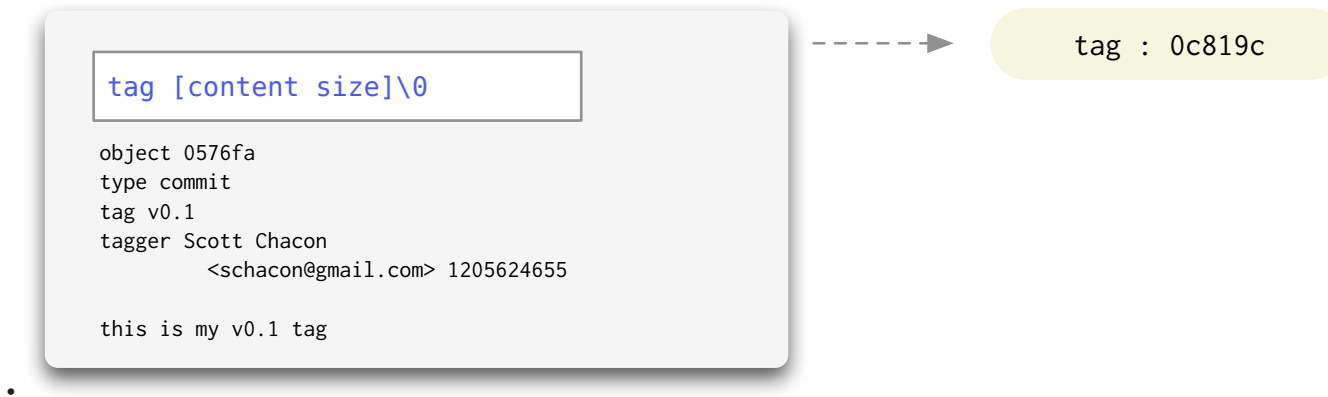 tag [content size]\0
object 0576fa
type commit
tag v0.1
tagger Scott Chacon
<schacon@gmail.com> 1205624655
this is my v0.1 tag
tag : 0c819c